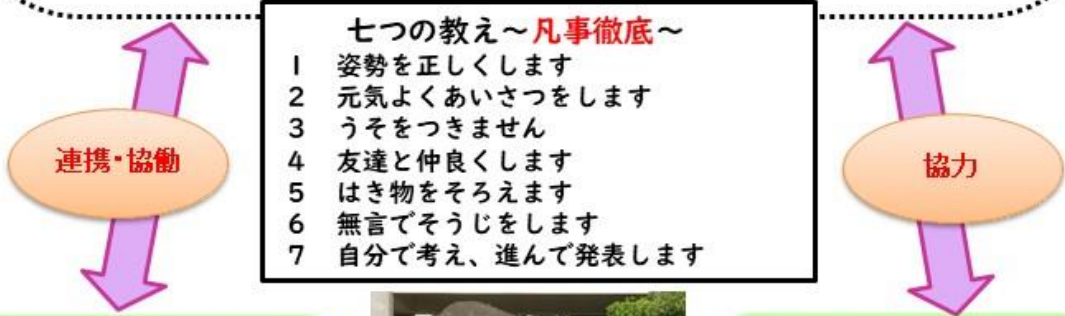 七つの教え～凡事徹底～
1 姿勢を正しくします
2 元気よくあいさつをします
3 うそをつきません
4 友達と仲良くします
5 はき物をそろえます
6 無言でそうじをします
7 自分で考え、進んで発表します
連携・協働
協力